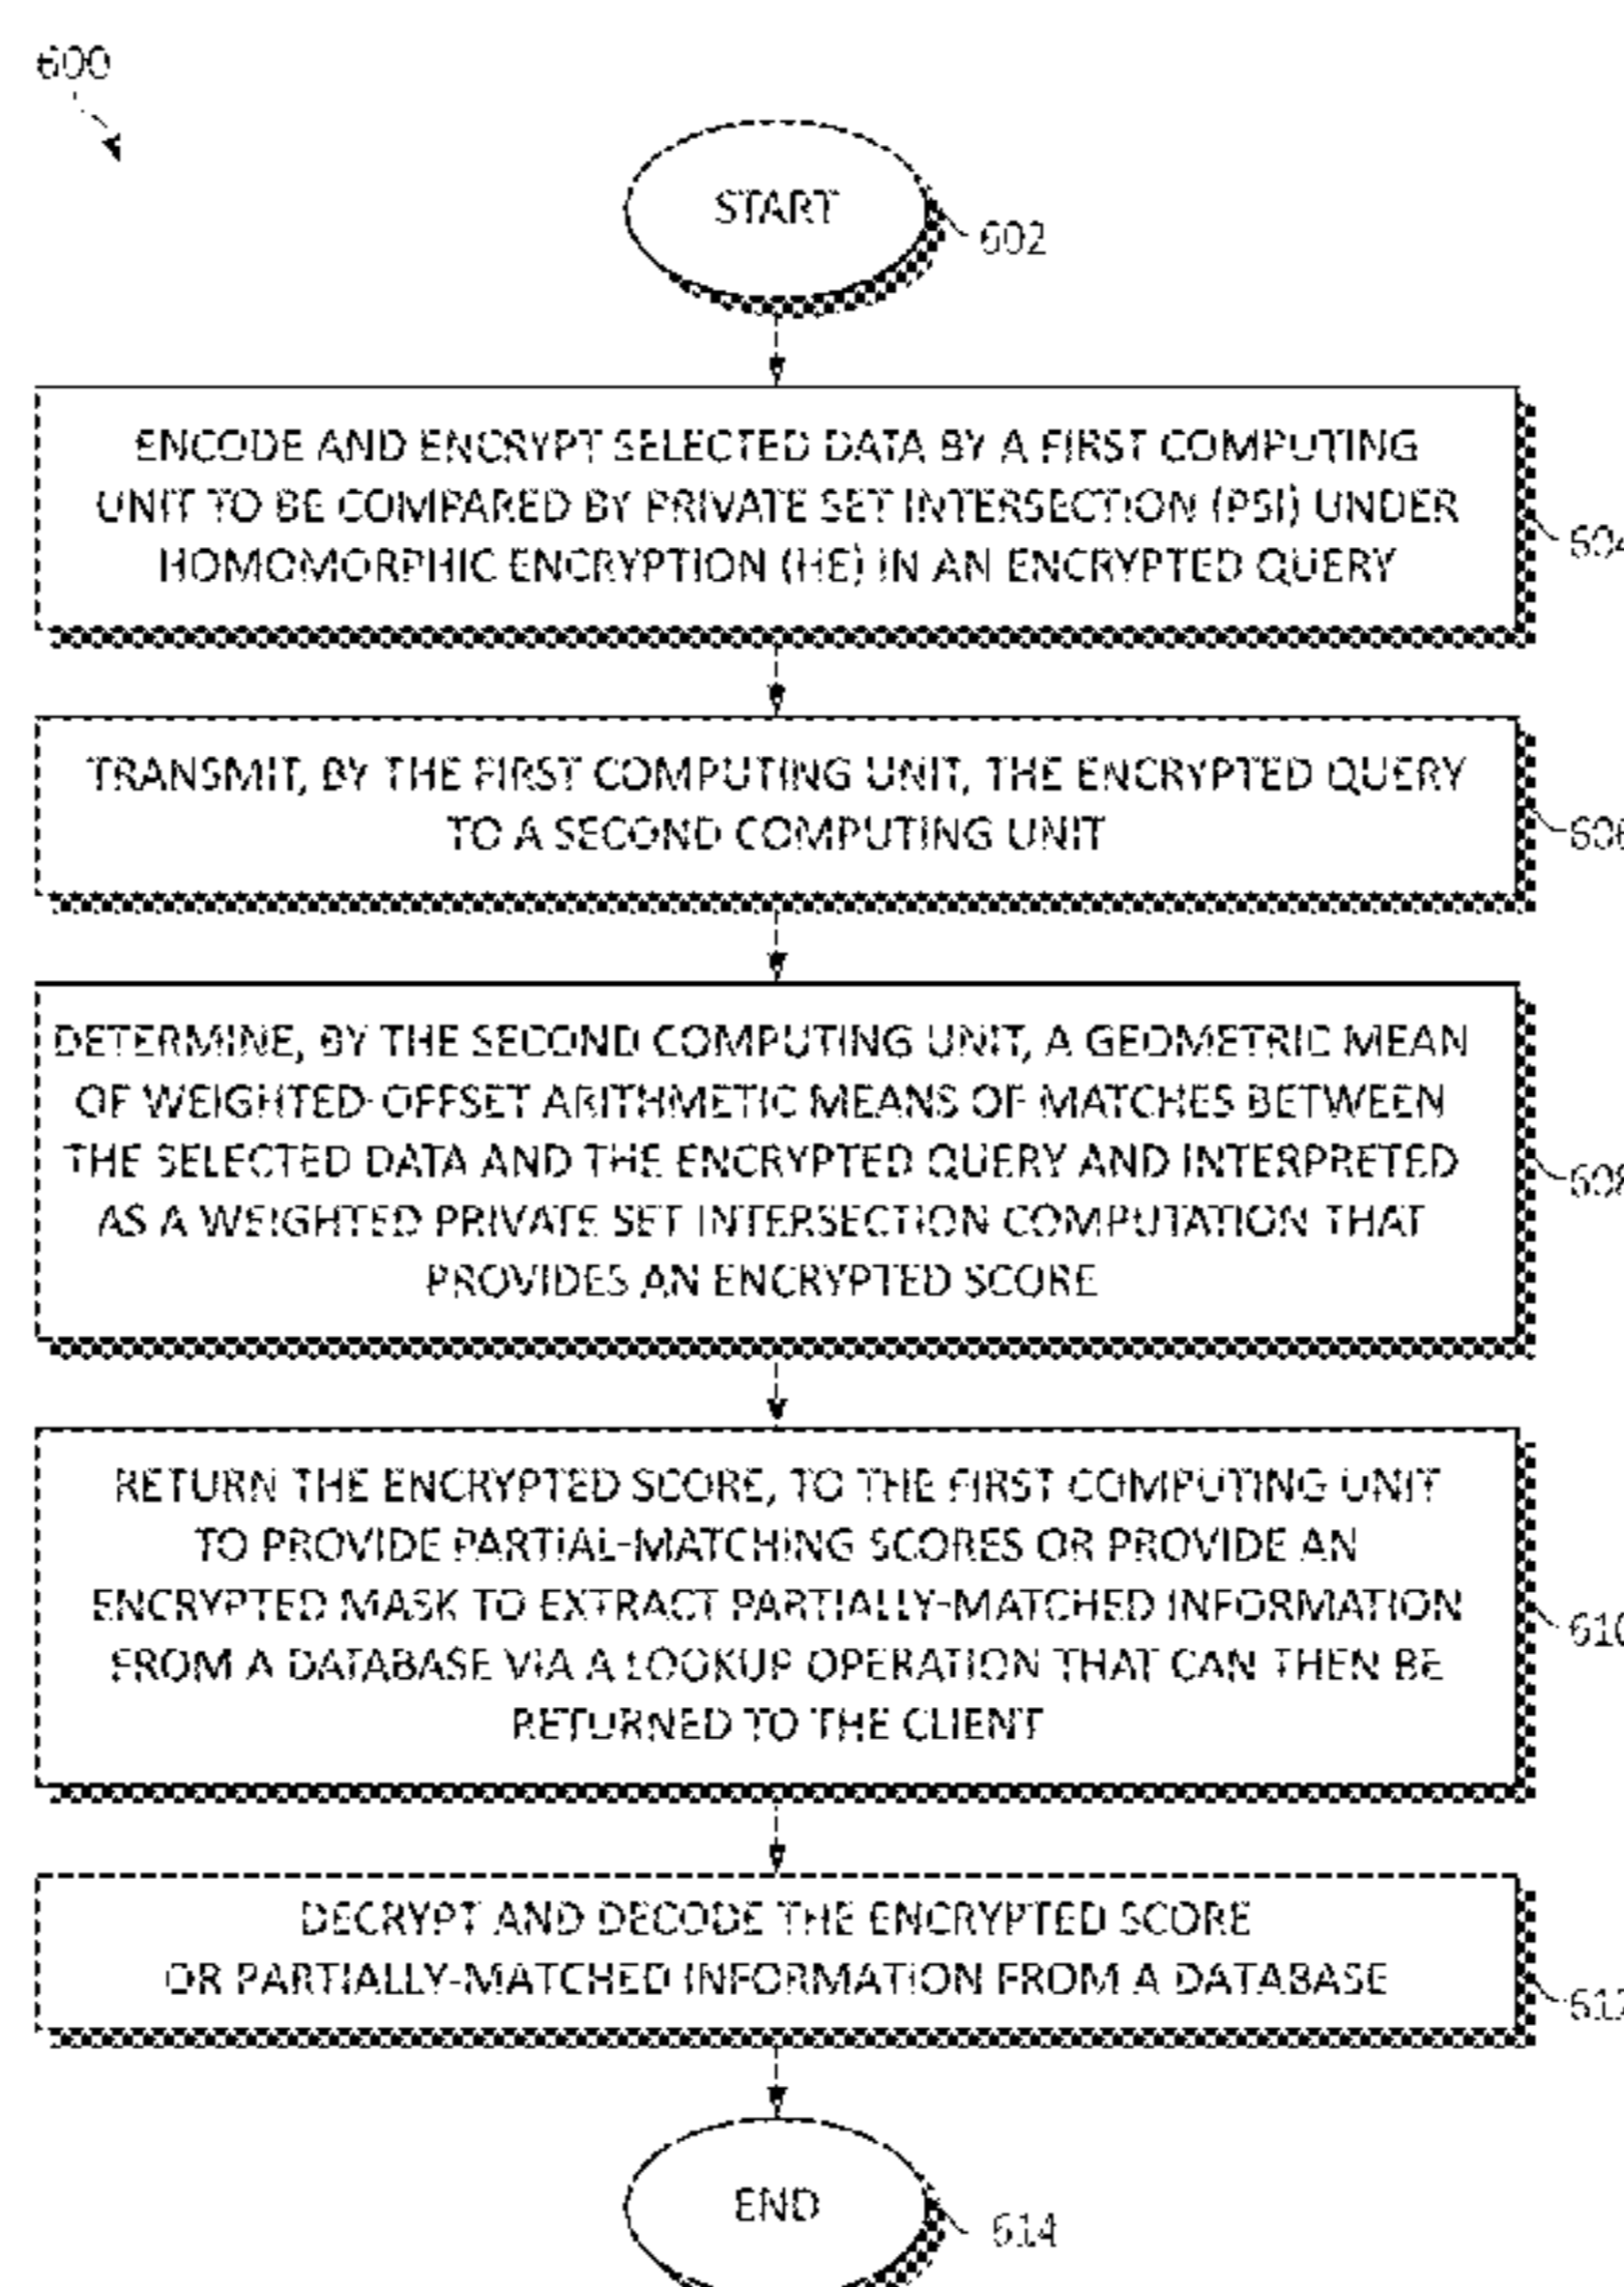 600
START
602
ENCODE AND ENCRYPT SELECTED DATA BY A FIRST COMPUTING
UNIT TO BE COMPARED BY PRIVATE SET INTERSECTION (PSI) UNDER
HOMOMORPHIC ENCRYPTION (HE) IN AN ENCRYPTED QUERY
604
TRANSMIT, BY THE FIRST COMPUTING UNIT, THE ENCRYPTED QUERY
TO A SECOND COMPUTING UNIT
606
DETERMINE, BY THE SECOND COMPUTING UNIT, A GEOMETRIC MEAN
OF WEIGHTED-OFFSET ARITHMETIC MEANS OF MATCHES BETWEEN
THE SELECTED DATA AND THE ENCRYPTED QUERY AND INTERPRETED
AS A WEIGHTED PRIVATE SET INTERSECTION COMPUTATION THAT
PROVIDES AN ENCRYPTED SCORE
608
RETURN THE ENCRYPTED SCORE, TO THE FIRST COMPUTING UNIT
TO PROVIDE PARTIAL-MATCHING SCORES OR PROVIDE AN
ENCRYPTED MASK TO EXTRACT PARTIALLY-MATCHED INFORMATION
FROM A DATABASE VIA A LOOKUP OPERATION THAT CAN THEN BE
RETURNED TO THE CLIENT
610
DECRYPT AND DECODE THE ENCRYPTED SCORE
OR PARTIALLY-MATCHED INFORMATION FROM A DATABASE
612
END
614